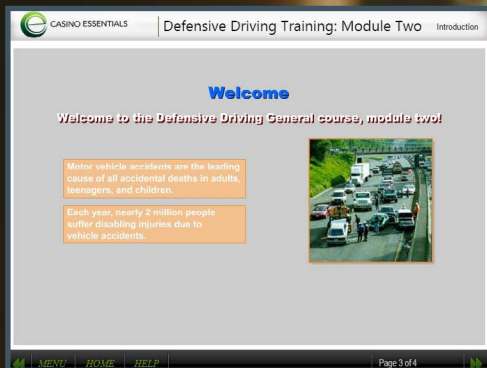 CASINO ESSENTIALS
Defensive Driving Training: Module Two
Introduction
Welcome
Welcome to the Defensive Driving General course, module two!
Motor vehicle accidents are the leading
cause of all accidental deaths in adults,
teenagers, and children.
Each year, nearly 2 million people
suffer disabling injuries due to
vehicle accidents.
MENU
HOME
HELP
Page 3 of 4